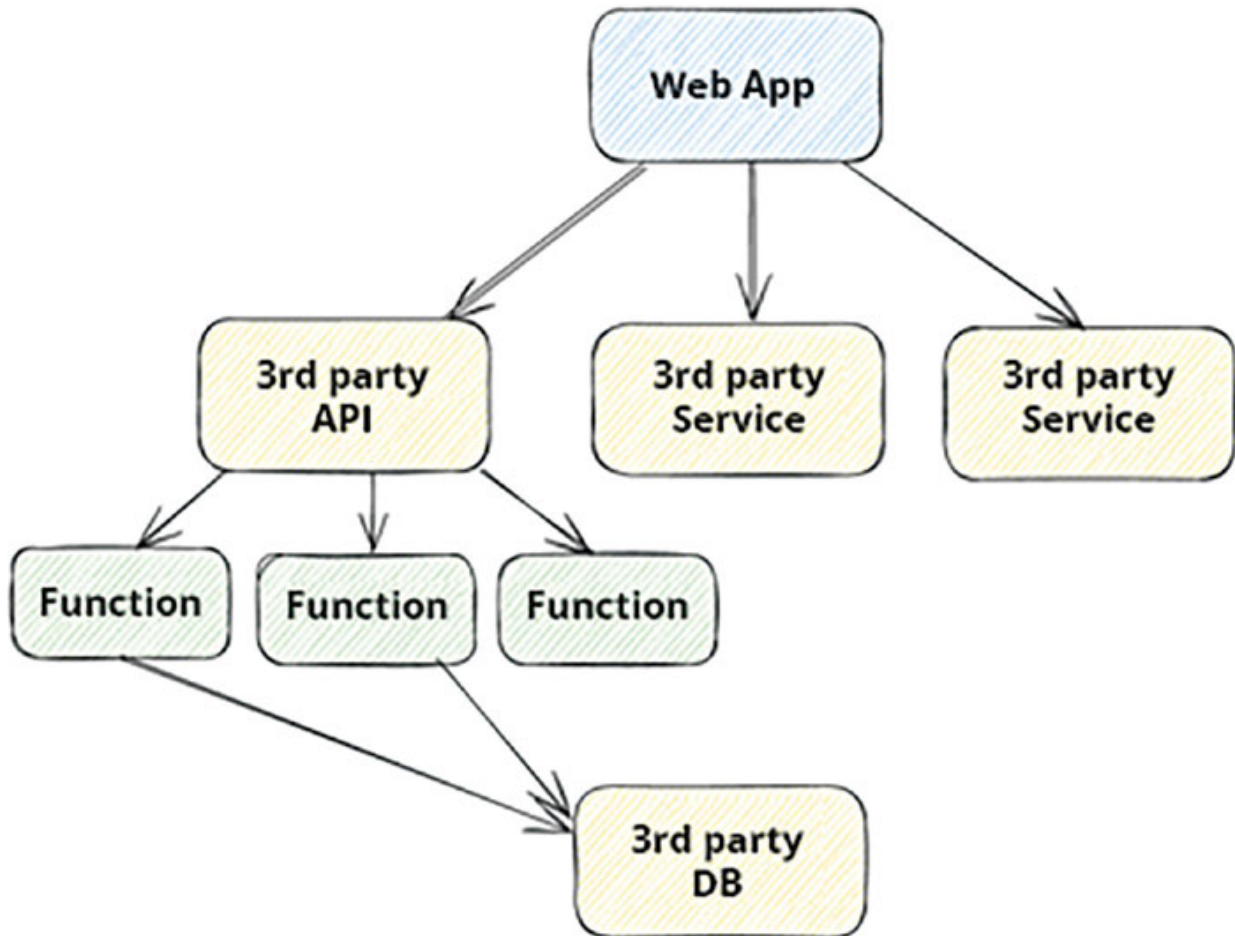 Web App
3rd party
API
3rd party
Service
3rd party
Service
Function
Function
Function
3rd party
DB